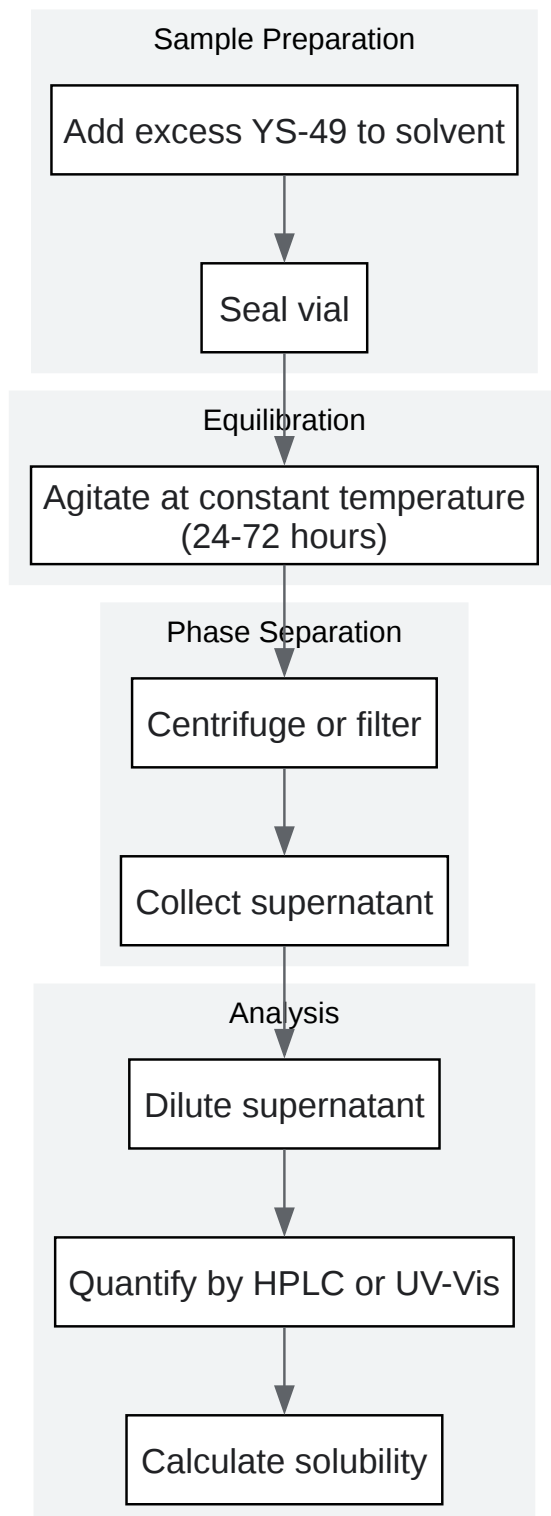 Sample Preparation
Add excess YS-49 to solvent
Seal vial
Equilibration
Agitate at constant temperature
(24-72 hours)
Phase Separation
Centrifuge or filter
Collect supernatant
Analysis
Dilute supernatant
Quantify by HPLC or UV-Vis
Calculate solubility